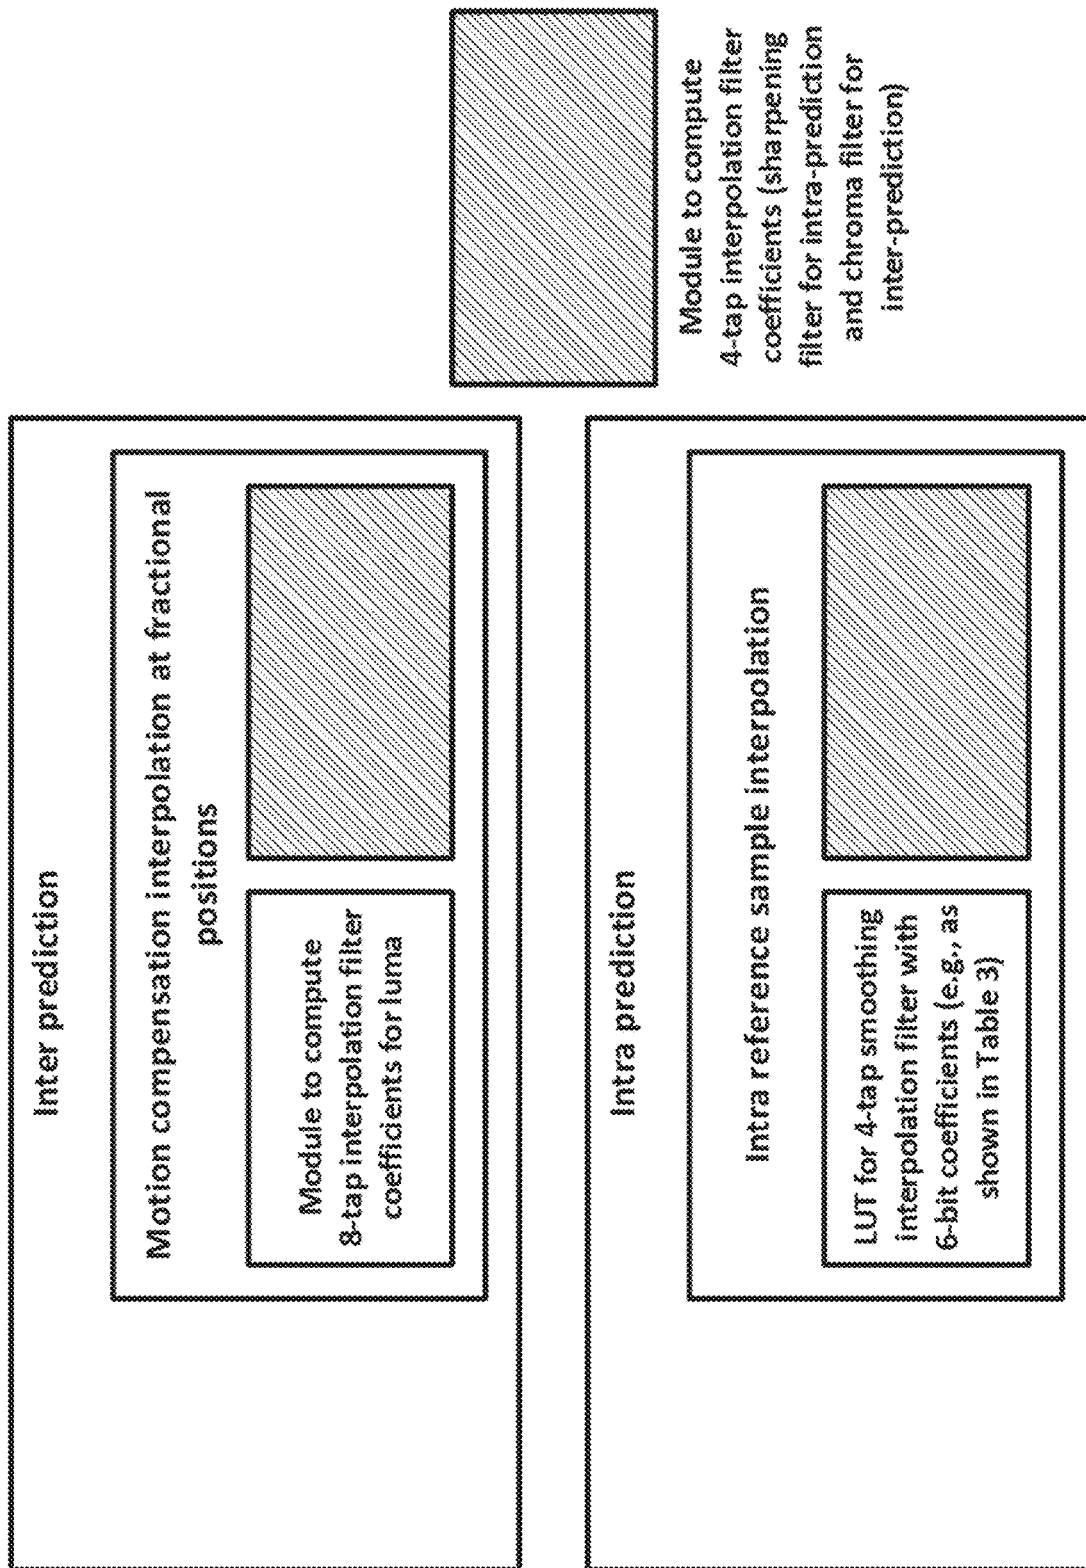 Inter prediction
Motion compensation interpolation at fractional
positions
Module to compute
8-tap interpolation filter
coefficients for luma
Intra prediction
Intra reference sample interpolation
LUT for 4-tap smoothing
interpolation filter with
6-bit coefficients (e.g., as
shown in Table 3)
Module to compute
4-tap interpolation filter
coefficients (sharpening
filter for intra-prediction
and chroma filter for
inter-prediction)